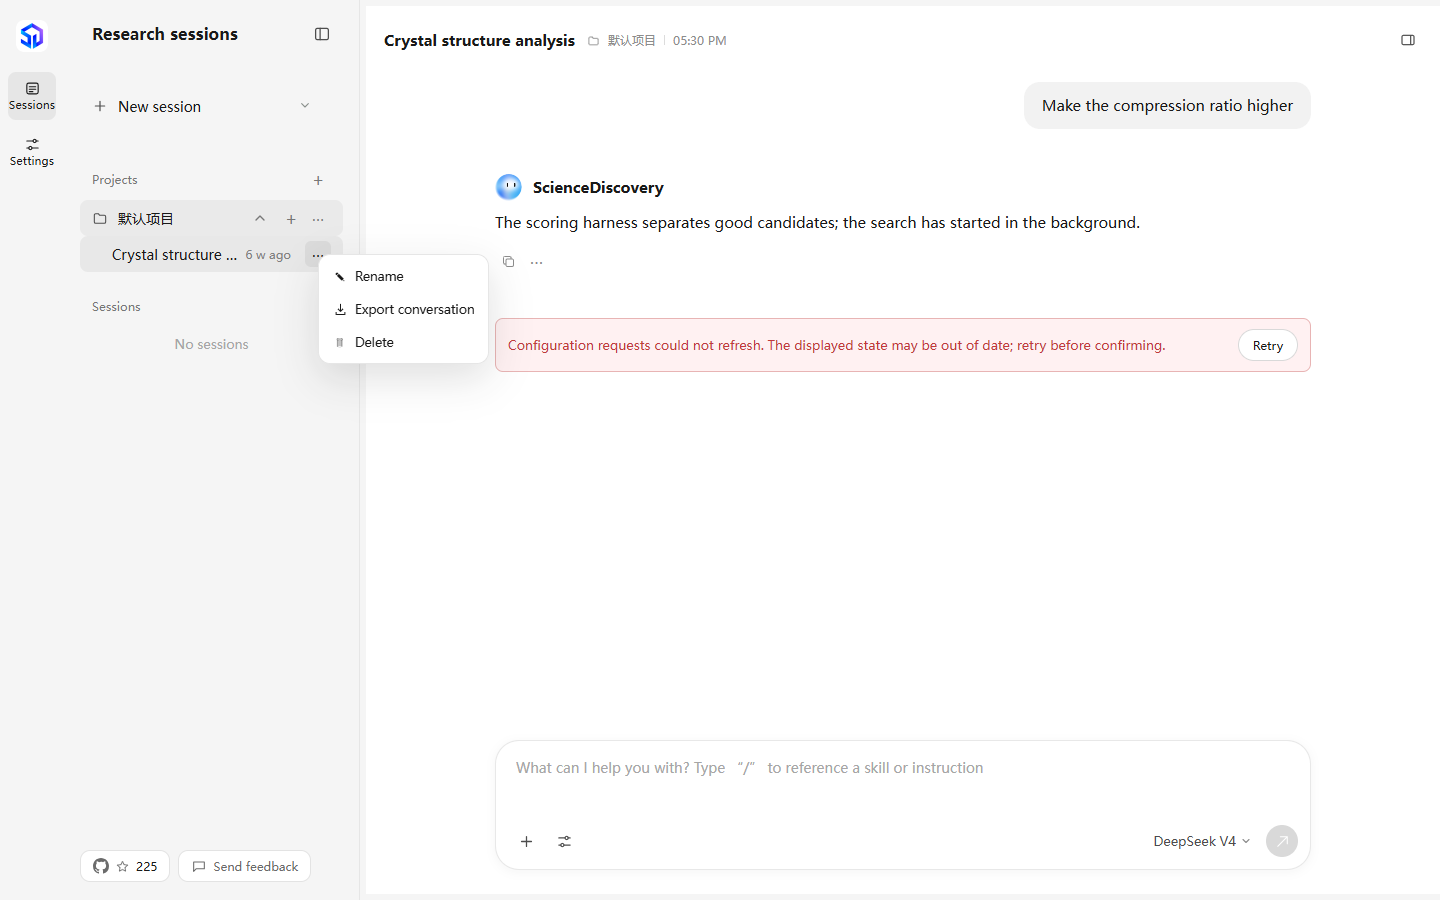 Research sessions
Sessions
Settings
New session
Projects
默认项目
Crystal structure ... 6 w ago
Sessions
No sessions
Rename
Export conversation
Delete
225
Send feedback
Crystal structure analysis 默认项目 05:30 PM
Make the compression ratio higher
ScienceDiscovery
The scoring harness separates good candidates; the search has started in the background.
Configuration requests could not refresh. The displayed state may be out of date; retry before confirming.
Retry
What can I help you with? Type “/” to reference a skill or instruction
DeepSeek V4